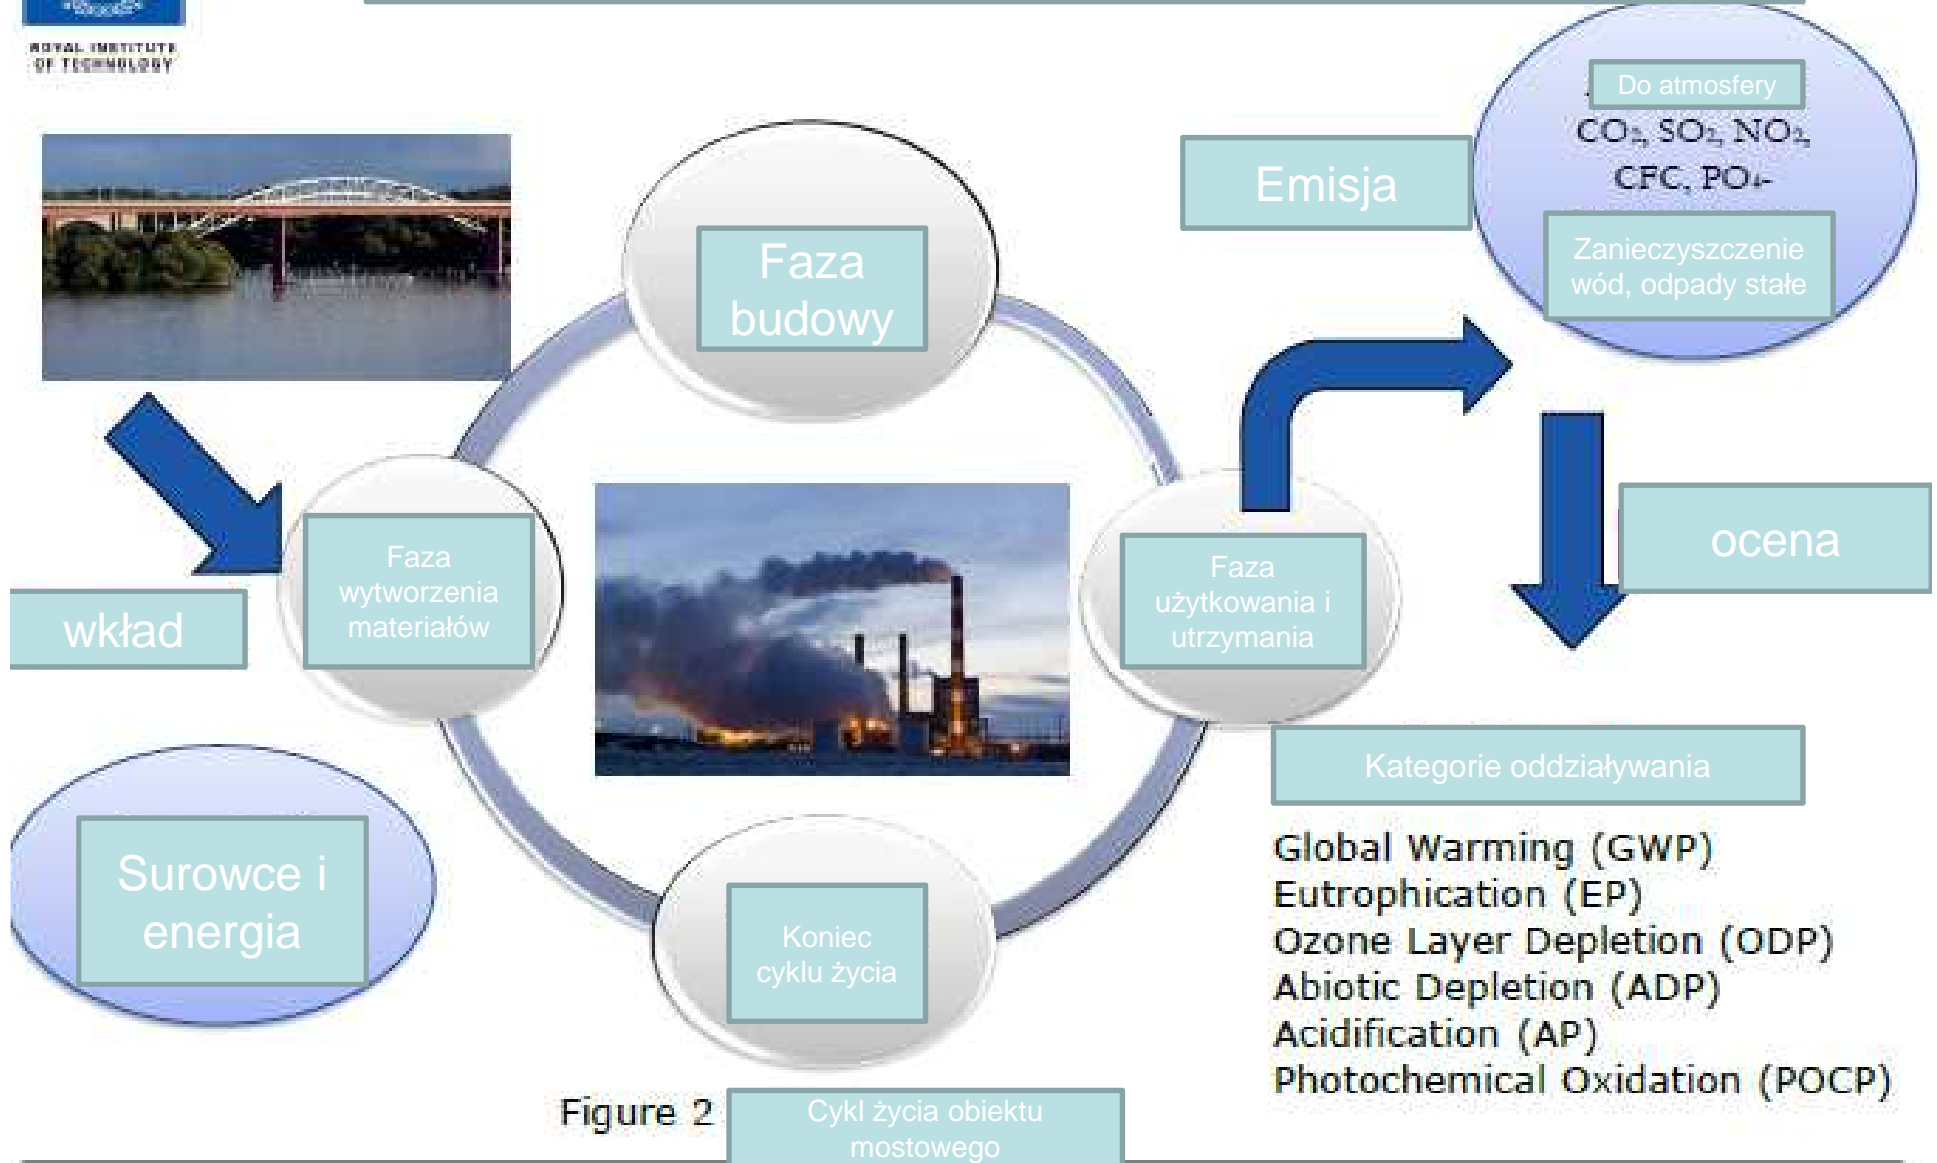 ROYAL INSTITUTE
OF TECHNOLOGY
Do atmosfery
CO₂, SO₂, NO₂,
CFC, PO₄-
Zanieczyszczenie
wód, odpady stałe
Emisja
Faza
budowy
Faza
wytworzenia
materiałów
wkład
Faza
użytkowania i
utrzymania
ocena
Surowce i
energia
Koniec
cyklu życia
Kategorie oddziaływania
Global Warming (GWP)
Eutrophication (EP)
Ozone Layer Depletion (ODP)
Abiotic Depletion (ADP)
Acidification (AP)
Photochemical Oxidation (POCP)
Figure 2
Cykl życia obiektu
mostowego